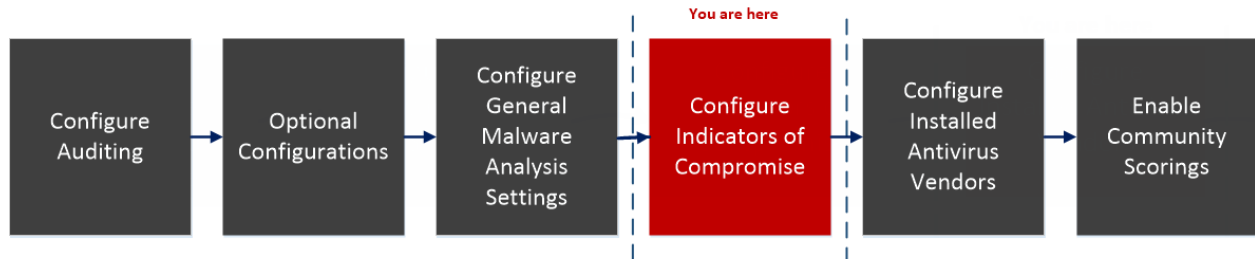 You are here
Configure
Auditing
Optional
Configurations
Configure
General
Malware
Analysis
Settings
Configure
Indicators of
Compromise
Configure
Installed
Antivirus
Vendors
Enable
Community
Scorings